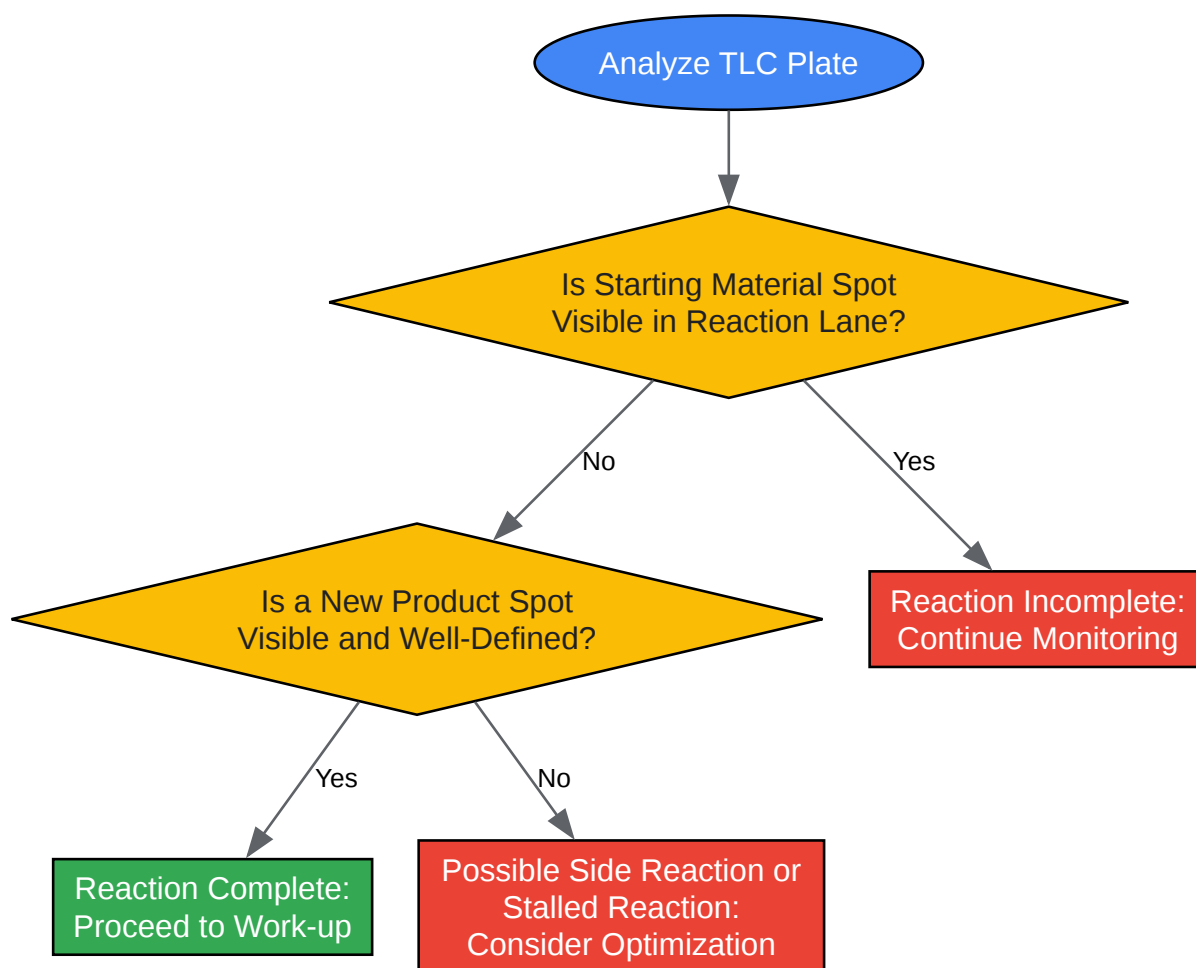 Analyze TLC Plate
Is Starting Material Spot
Visible in Reaction Lane?
No
Yes
Is a New Product Spot
Visible and Well-Defined?
Reaction Incomplete:
Continue Monitoring
Yes
No
Reaction Complete:
Proceed to Work-up
Possible Side Reaction or
Stalled Reaction:
Consider Optimization